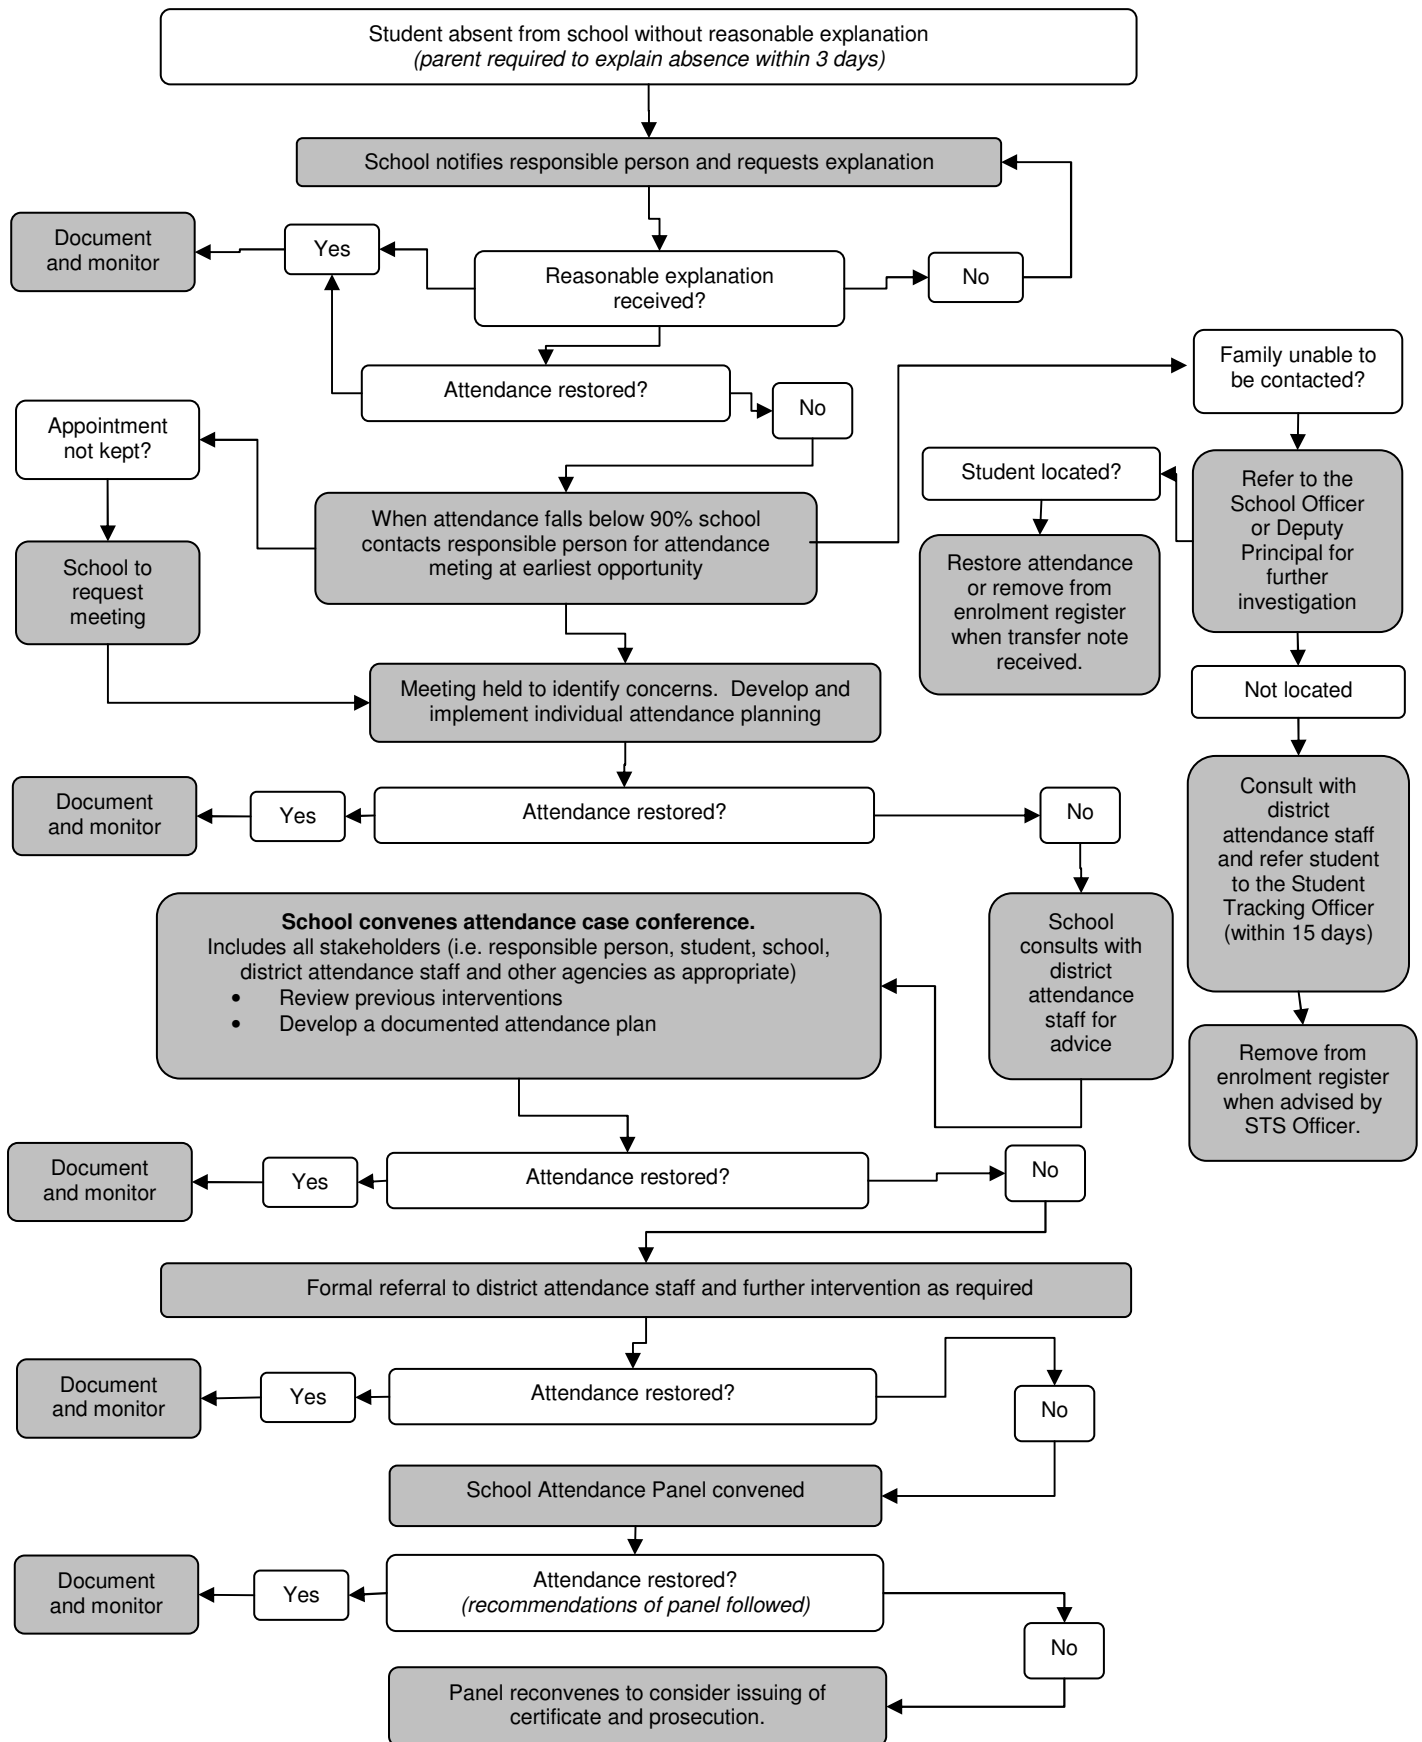 Student absent from school without reasonable explanation
(parent required to explain absence within 3 days)
School notifies responsible person and requests explanation
Document
and monitor
Yes
Reasonable explanation
received?
No
Family unable to
be contacted?
Attendance restored?
No
Appointment
not kept?
Student located?
Refer to the
School Officer
or Deputy
Principal for
further
investigation
When attendance falls below 90% school
contacts responsible person for attendance
meting at earliest opportunity
School to
request
meeting
Restore attendance
or remove from
enrolment register
when transfer note
received.
Meeting held to identify concerns. Develop and
implement individual attendance planning
Not located
Document
and monitor
Yes
Attendance restored?
No
Consult with
district
attendance staff
and refer student
to the Student
Tracking Officer
(within 15 days)
School convenes attendance case conference.
Includes all stakeholders (i.e. responsible person, student, school,
district attendance staff and other agencies as appropriate)
• Review previous interventions
• Develop a documented attendance plan
School
consults with
district
attendance
staff for
advice
Remove from
enrolment register
when advised by
STS Officer.
Document
and monitor
Yes
Attendance restored?
No
Formal referral to district attendance staff and further intervention as required
Document
and monitor
Yes
Attendance restored?
No
School Attendance Panel convened
Document
and monitor
Yes
Attendance restored?
(recommendations of panel followed)
No
Panel reconvenes to consider issuing of
certificate and prosecution.